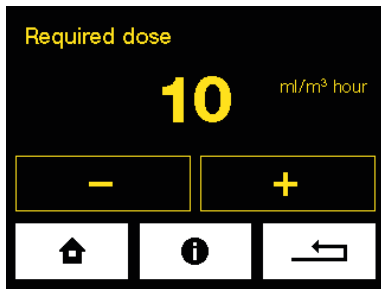 Required dose
10 ml/m³ hour
− +